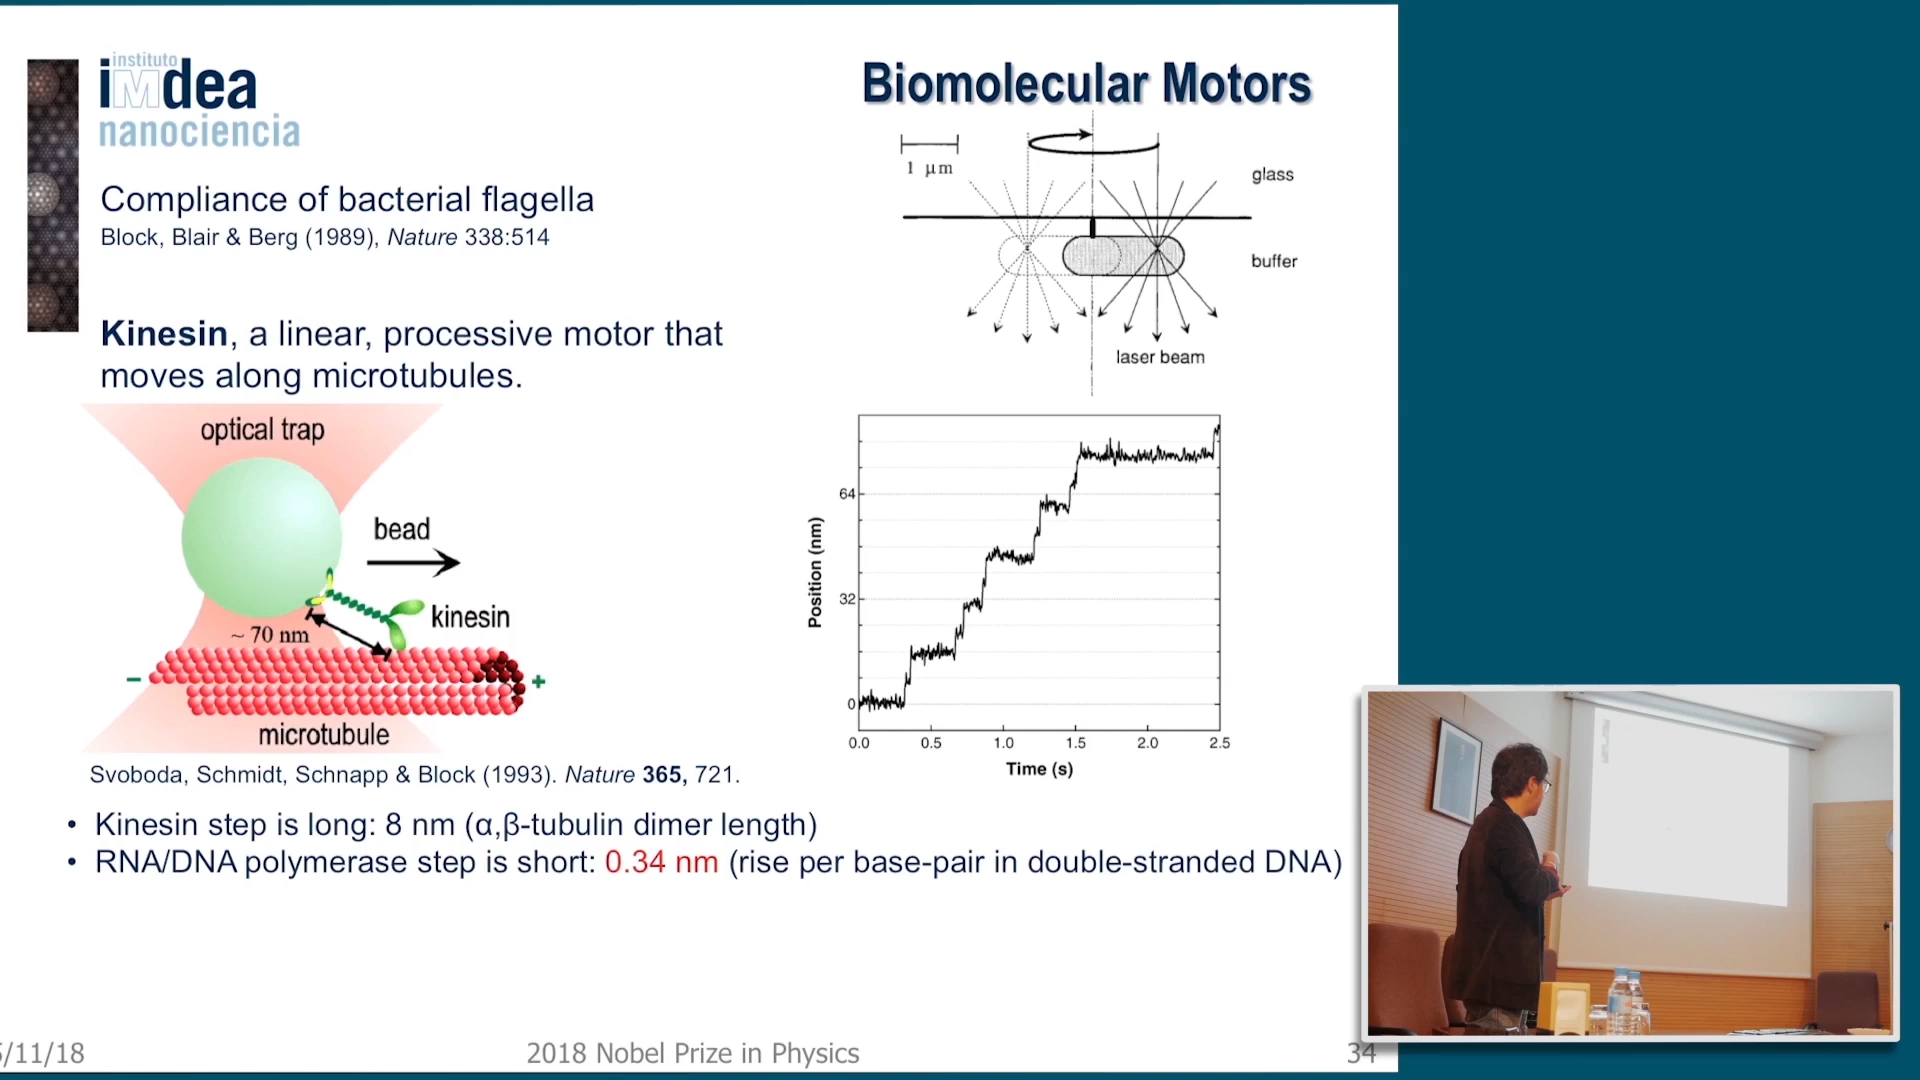 instituto
iMdea
nanociencia
Biomolecular Motors
Compliance of bacterial flagella
Block, Blair & Berg (1989), Nature 338:514
1 µm
glass
buffer
laser beam
Kinesin, a linear, processive motor that
moves along microtubules.
optical trap
bead
kinesin
~ 70 nm
−
+
microtubule
Svoboda, Schmidt, Schnapp & Block (1993). Nature 365, 721.
Position (nm)
64
32
0
0.0 0.5 1.0 1.5 2.0 2.5
Time (s)
• Kinesin step is long: 8 nm (α,β-tubulin dimer length)
• RNA/DNA polymerase step is short: 0.34 nm (rise per base-pair in double-stranded DNA)
/11/18
2018 Nobel Prize in Physics
34